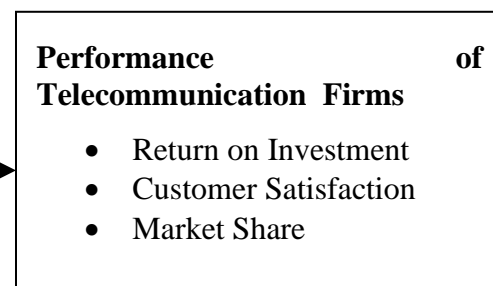 Performance of
Telecommunication Firms
• Return on Investment
• Customer Satisfaction
• Market Share